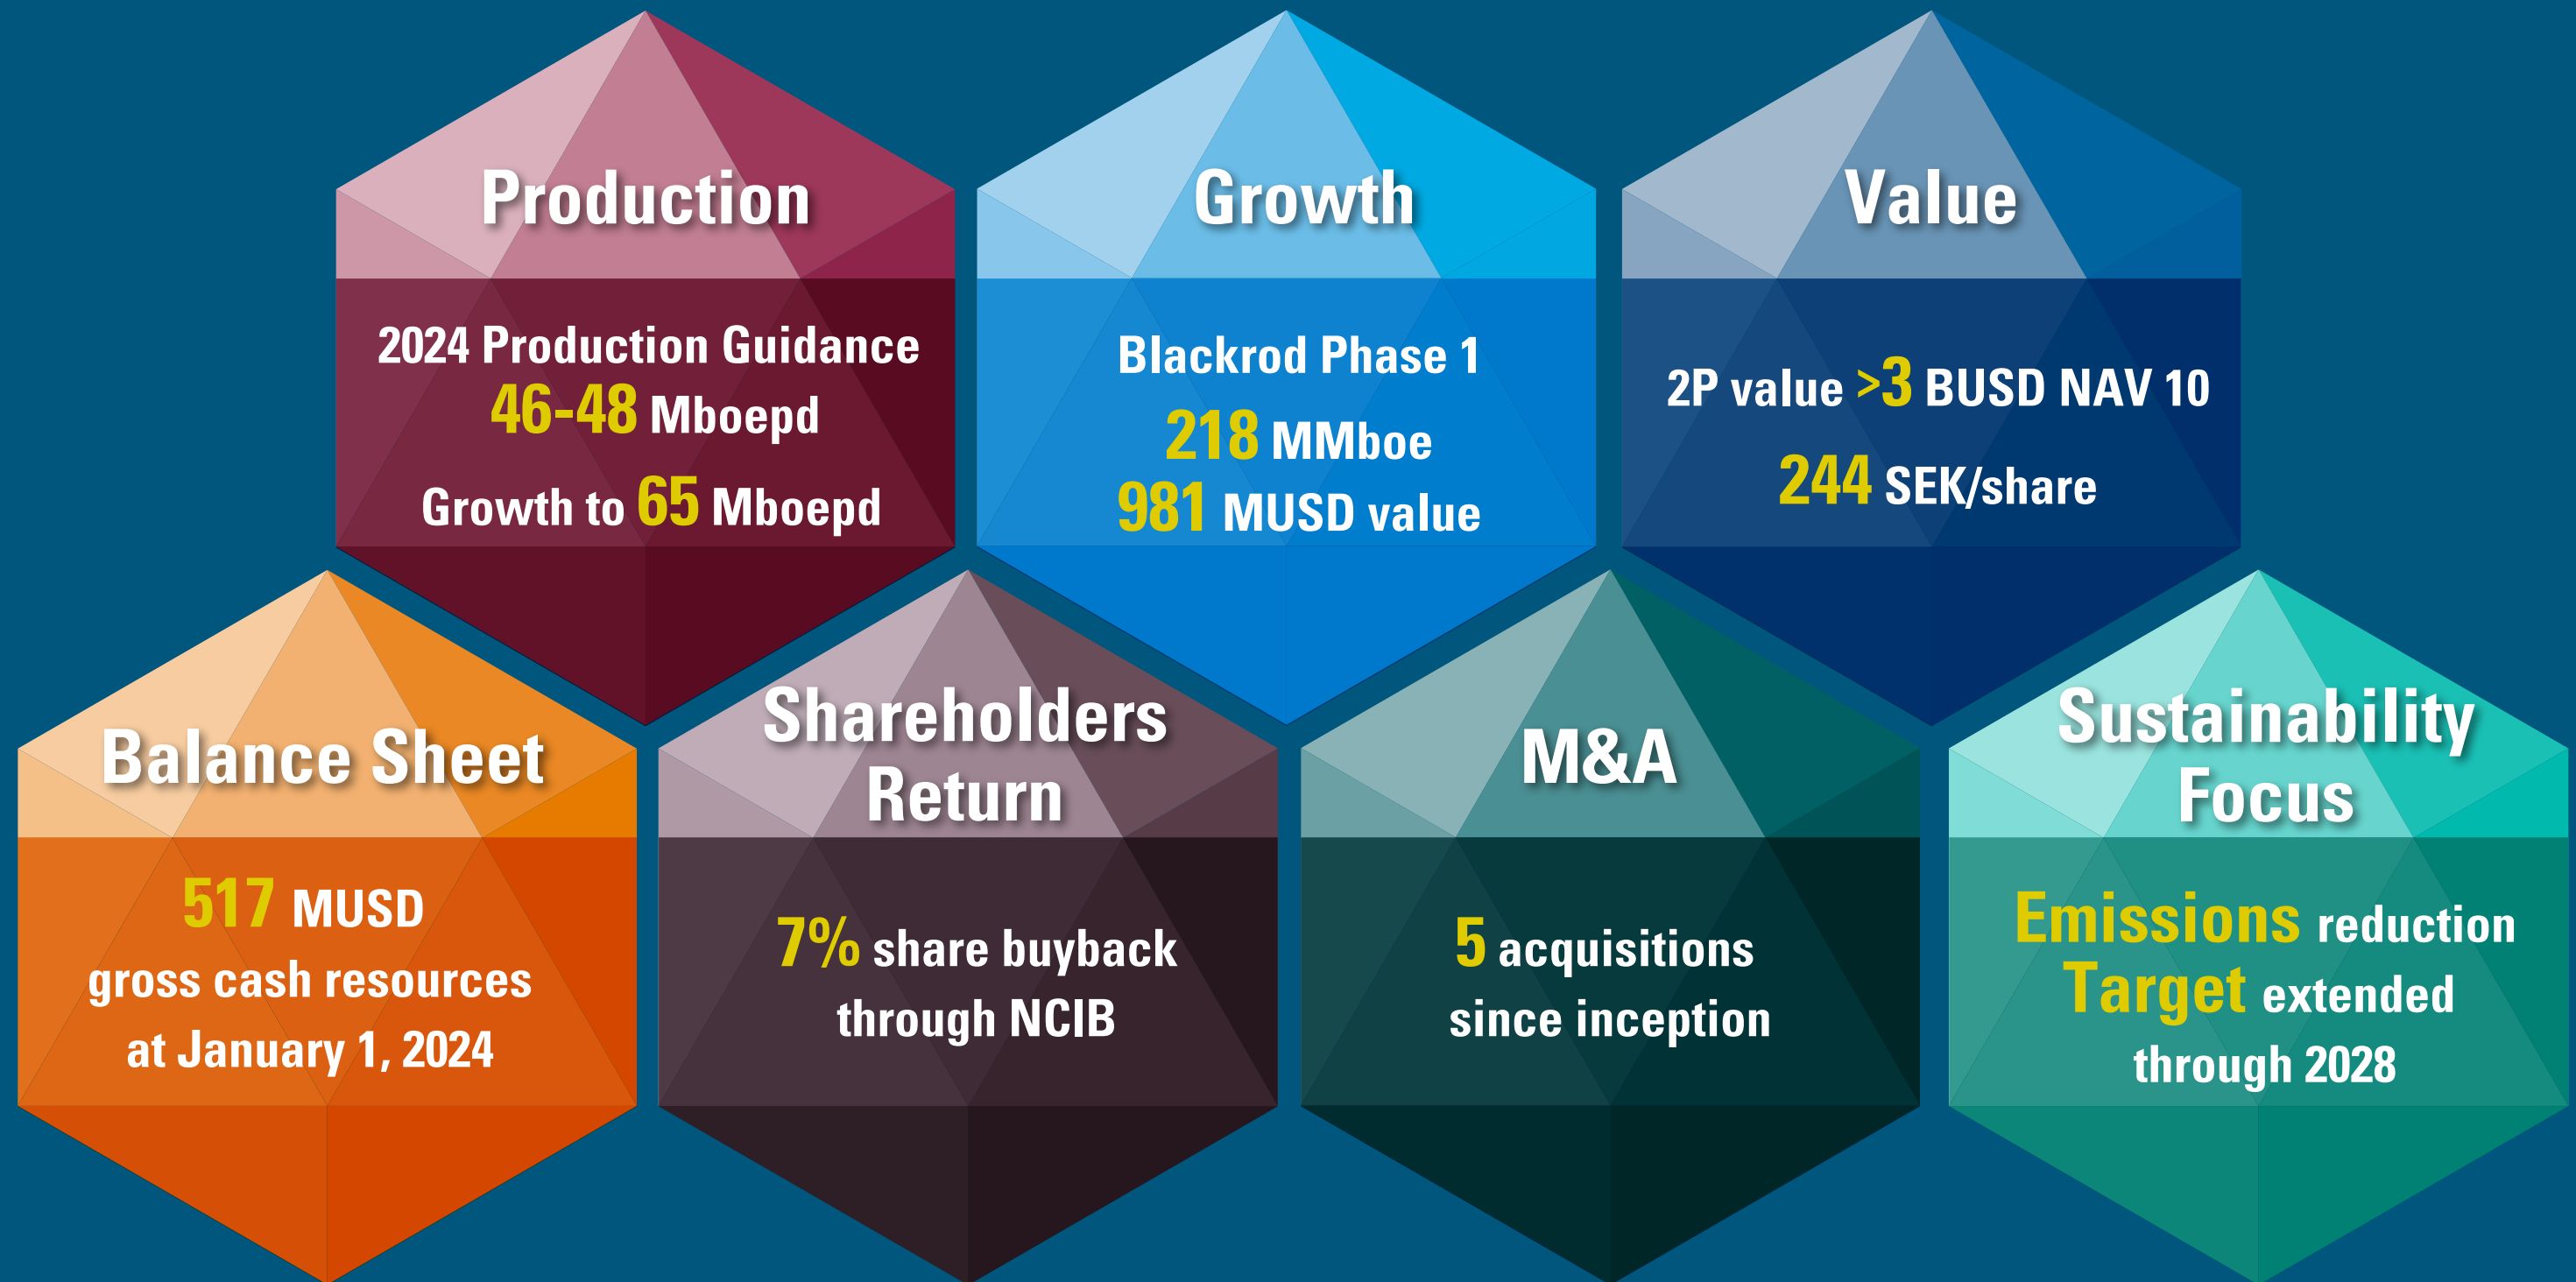 Production
2024 Production Guidance
46-48 Mboepd
Growth to 65 Mboepd
Growth
Blackrod Phase 1
218 MMboe
981 MUSD value
Value
2P value >3 BUSD NAV 10
244 SEK/share
Balance Sheet
517 MUSD
gross cash resources
at January 1, 2024
Shareholders
Return
7% share buyback
through NCIB
M&A
5 acquisitions
since inception
Sustainability
Focus
Emissions reduction
Target extended
through 2028